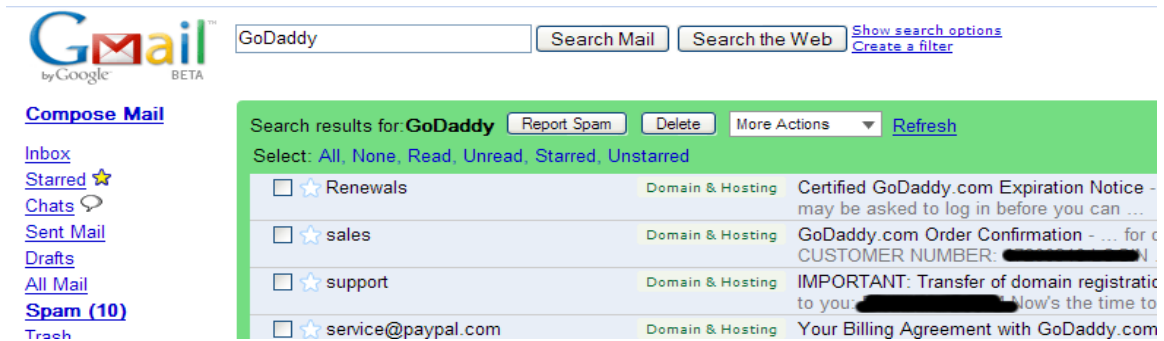 GMail™
by Google BETA
GoDaddy Search Mail Search the Web Show search options
Create a filter
Compose Mail
Inbox
Starred
Chats
Sent Mail
Drafts
All Mail
Spam (10)
Trash
Search results for:GoDaddy Report Spam Delete More Actions Refresh
Select: All, None, Read, Unread, Starred, Unstarred
Renewals Domain & Hosting Certified GoDaddy.com Expiration Notice -
may be asked to log in before you can ...
sales Domain & Hosting GoDaddy.com Order Confirmation - ... for
CUSTOMER NUMBER:
support Domain & Hosting IMPORTANT: Transfer of domain
to you: Now's the time to
service@paypal.com Domain & Hosting Your Billing Agreement with GoDaddy.com